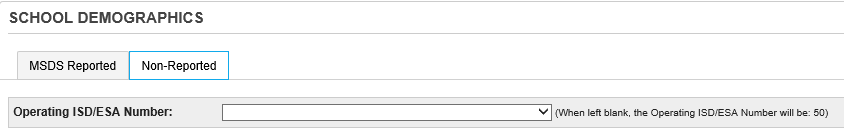 SCHOOL DEMOGRAPHICS
MSDS Reported Non-Reported
Operating ISD/ESA Number: (When left blank, the Operating ISD/ESA Number will be: 50)